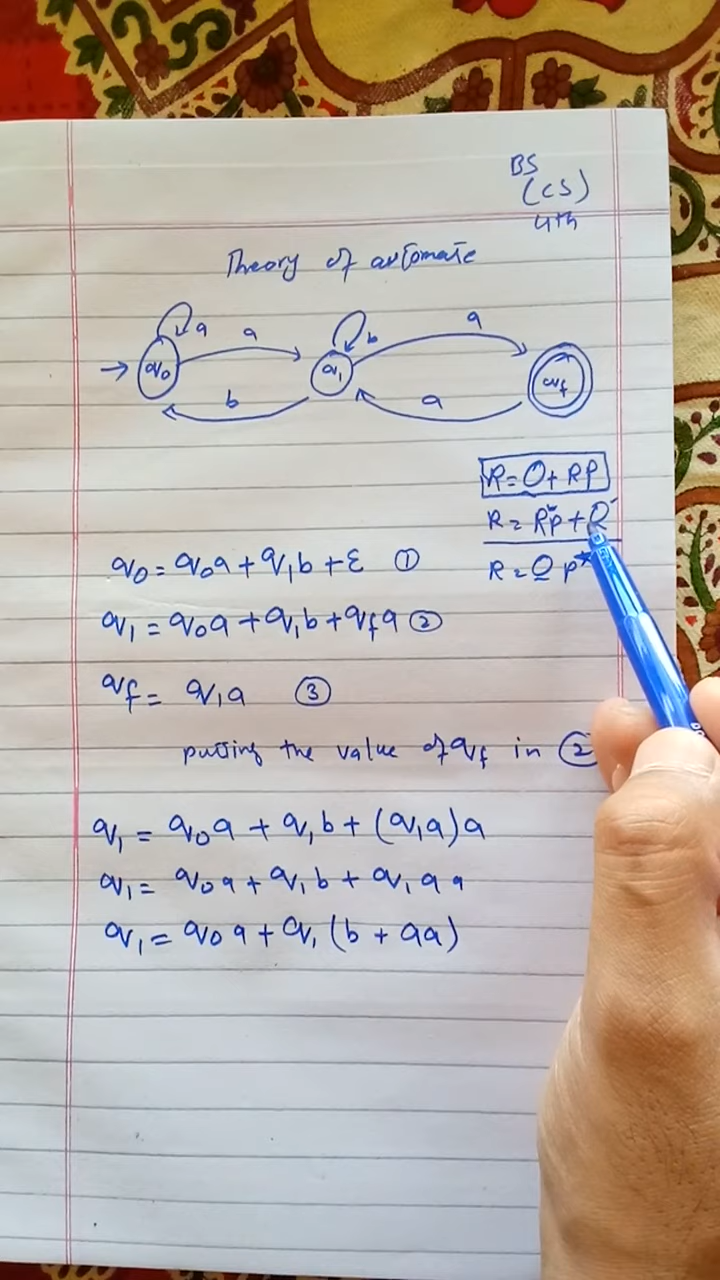 BS
(CS)
4th
Theory of automate
a a b a
→ q0 q1 qf
b a
R = Q + RP
R = RP + Q
q0 = q0a + q1b + ε ①
R = QP*
q1 = q0a + q1b + qfa ②
qf = q1a ③
putting the value of qf in ②
q1 = q0a + q1b + (q1a)a
q1 = q0a + q1b + q1aa
q1 = q0a + q1(b + aa)